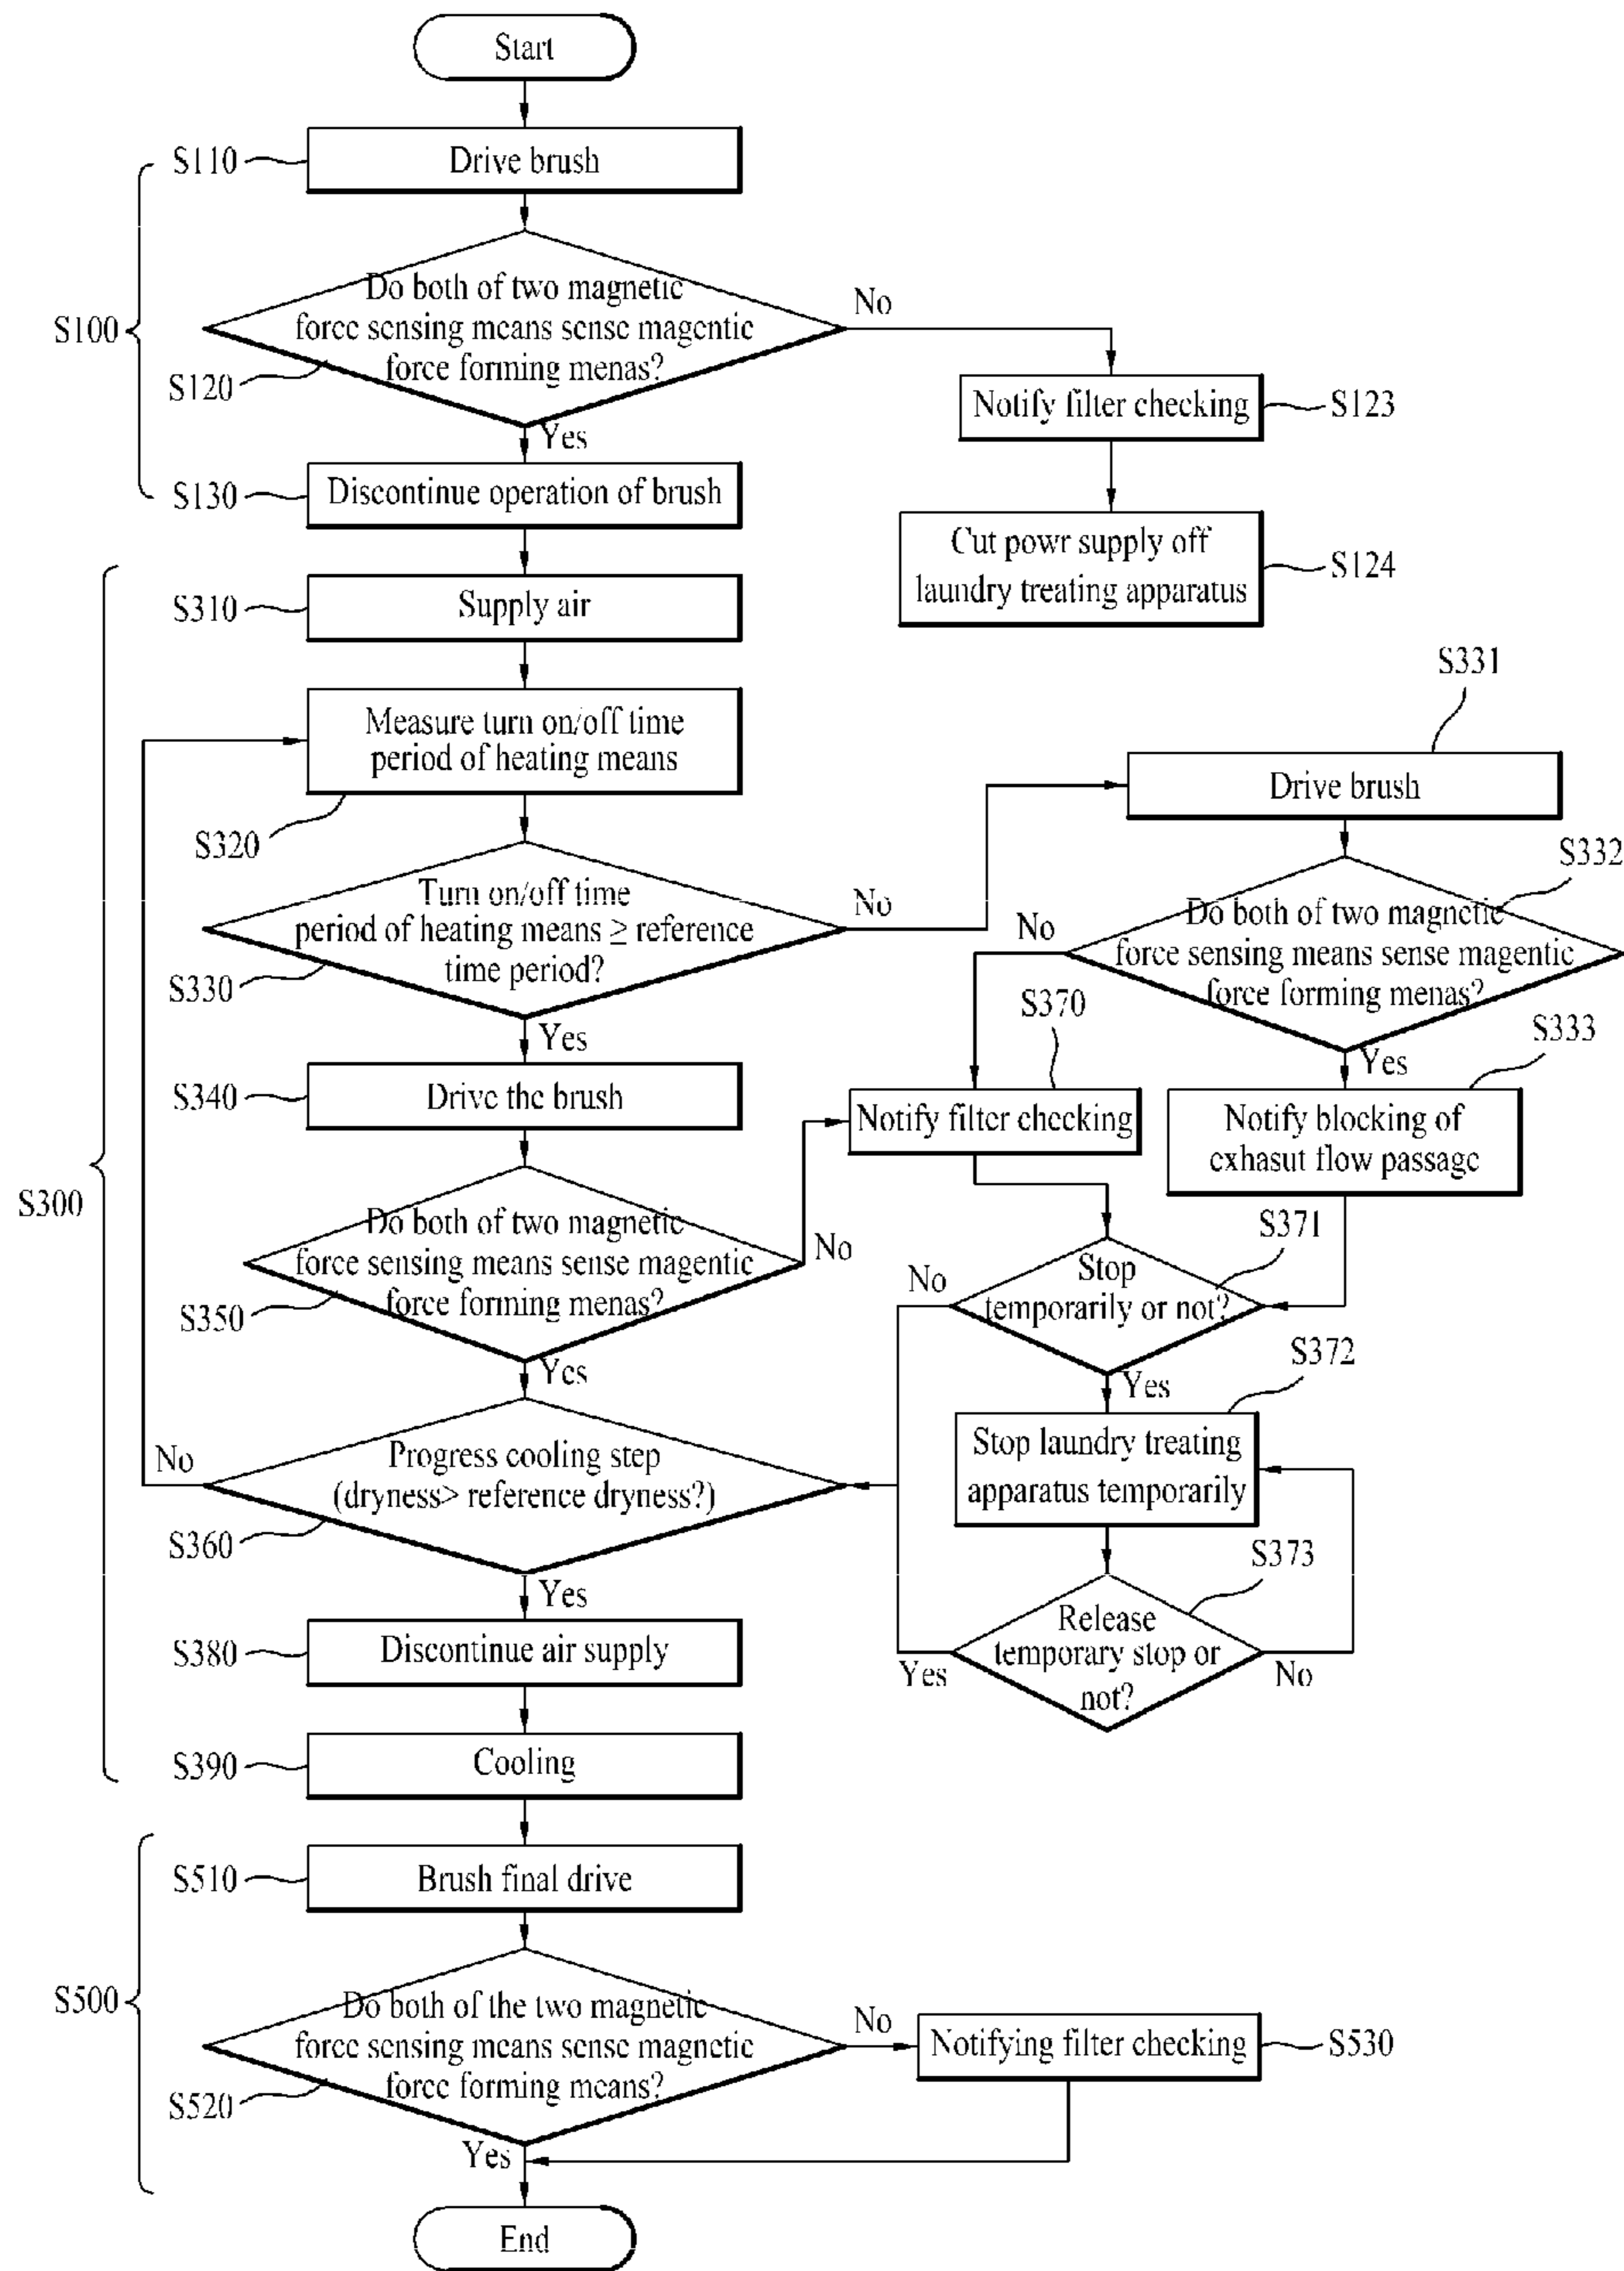 Start
S110
Drive brush
S100
Do both of two magnetic
force sensing means sense magentic
force forming menas?
S120
No
Yes
Notify filter checking
S123
S130
Discontinue operation of brush
Cut powr supply off
laundry treating apparatus
S124
S310
Supply air
S331
Measure turn on/off time
period of heating means
S320
Drive brush
S332
Turn on/off time
period of heating means ≥ reference
time period?
S330
No
Yes
Do both of two magnetic
force sensing means sense magentic
force forming menas?
No
Yes
S370
S333
S340
Drive the brush
Notify filter checking
Notify blocking of
exhasut flow passage
S300
Do both of two magnetic
force sensing means sense magentic
force forming menas?
S350
No
Yes
S371
Stop
temporarily or not?
No
Yes
S372
Progress cooling step
(dryness> reference dryness?)
S360
No
Yes
Stop laundry treating
apparatus temporarily
S373
Release
temporary stop or
not?
Yes
No
S380
Discontinue air supply
S390
Cooling
S510
Brush final drive
S500
Do both of the two magnetic
force sensing means sense magnetic
force forming means?
S520
No
Notifying filter checking
S530
Yes
End